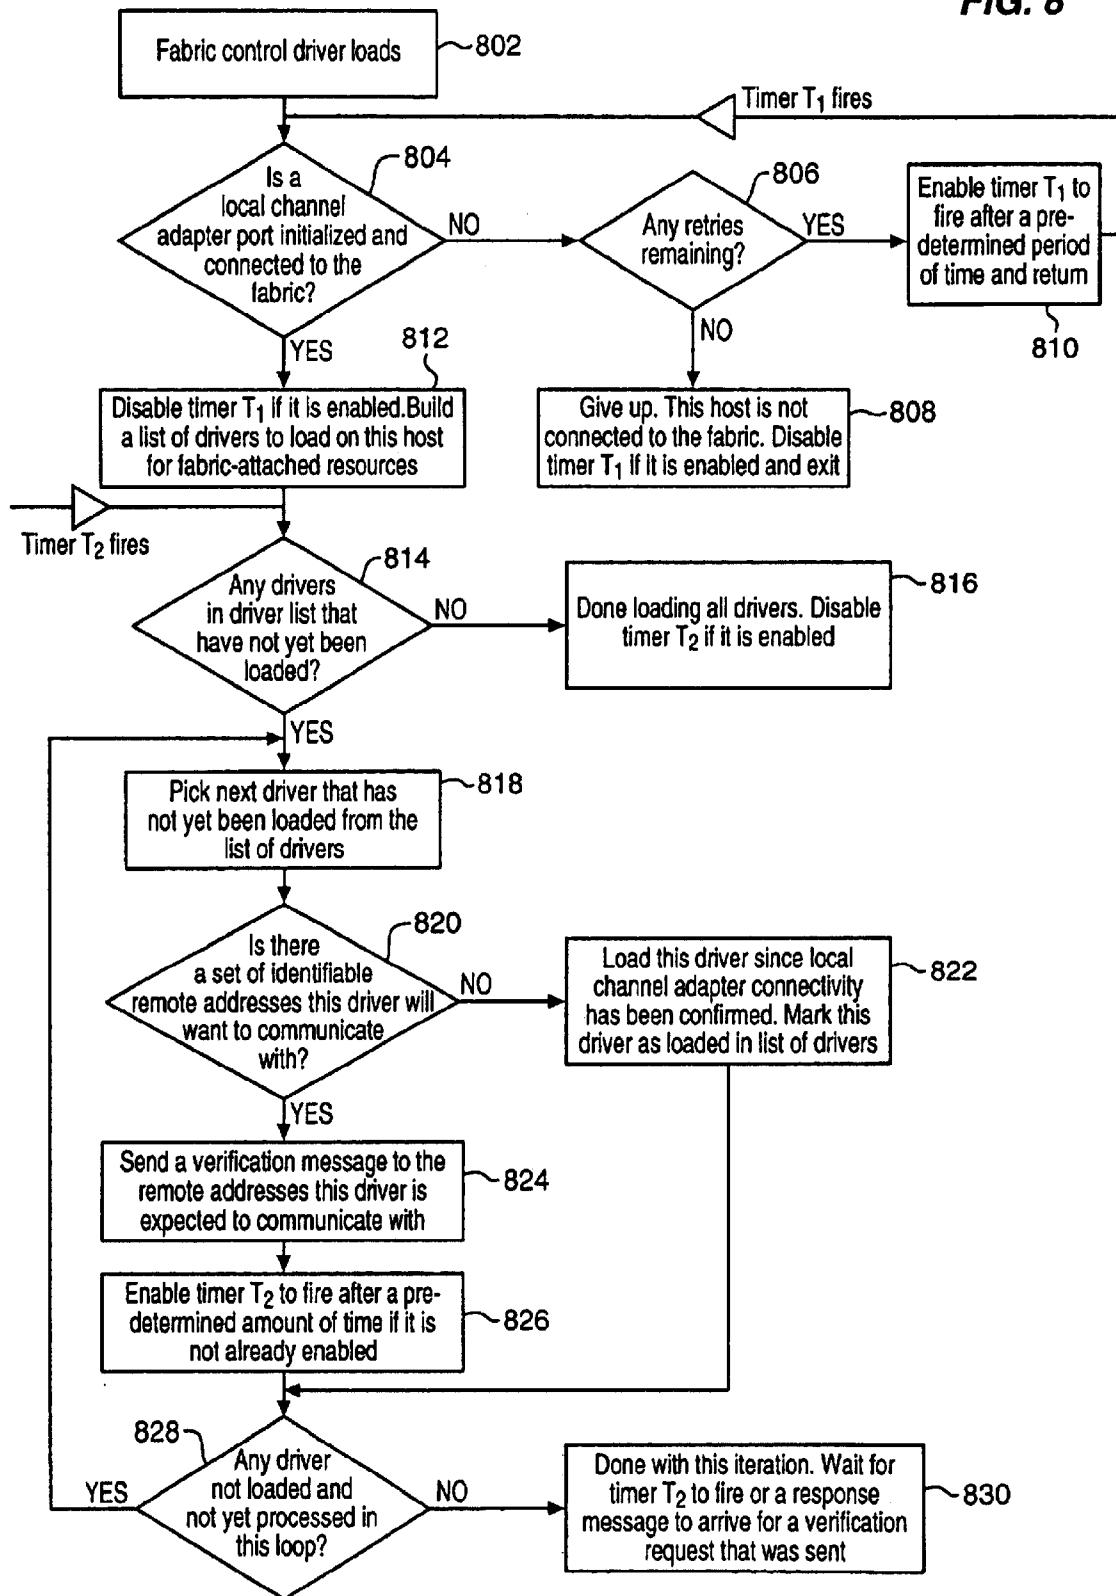 FIG. 8
Fabric control driver loads
802
Timer T1 fires
804
Is a
local channel
adapter port initialized and
connected to the
fabric?
NO
806
Any retries
remaining?
YES
Enable timer T1 to
fire after a pre-
determined period
of time and return
810
YES
NO
812
Disable timer T1 if it is enabled.Build
a list of drivers to load on this host
for fabric-attached resources
Give up. This host is not
connected to the fabric. Disable
timer T1 if it is enabled and exit
808
Timer T2 fires
814
Any drivers
in driver list that
have not yet been
loaded?
NO
Done loading all drivers. Disable
timer T2 if it is enabled
816
YES
Pick next driver that has
not yet been loaded from the
list of drivers
818
820
Is there
a set of identifiable
remote addresses this driver will
want to communicate
with?
NO
Load this driver since local
channel adapter connectivity
has been confirmed. Mark this
driver as loaded in list of drivers
822
YES
Send a verification message to the
remote addresses this driver is
expected to communicate with
824
Enable timer T2 to fire after a pre-
determined amount of time if it is
not already enabled
826
828
Any driver
not loaded and
not yet processed in
this loop?
YES
NO
Done with this iteration. Wait for
timer T2 to fire or a response
message to arrive for a verification
request that was sent
830